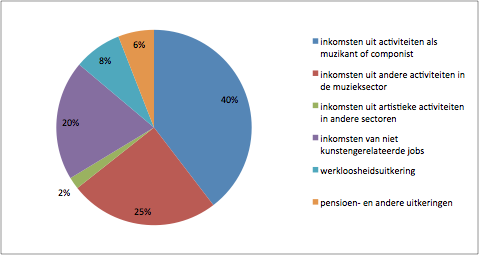 40%
25%
2%
20%
8%
6%
inkomsten uit activiteiten als
muzikant of componist
inkomsten uit andere activiteiten in
de muzieksector
inkomsten uit artistieke activiteiten
in andere sectoren
inkomsten van niet
kunstengerelateerde jobs
werkloosheidsuitkering
pensioen- en andere uitkeringen